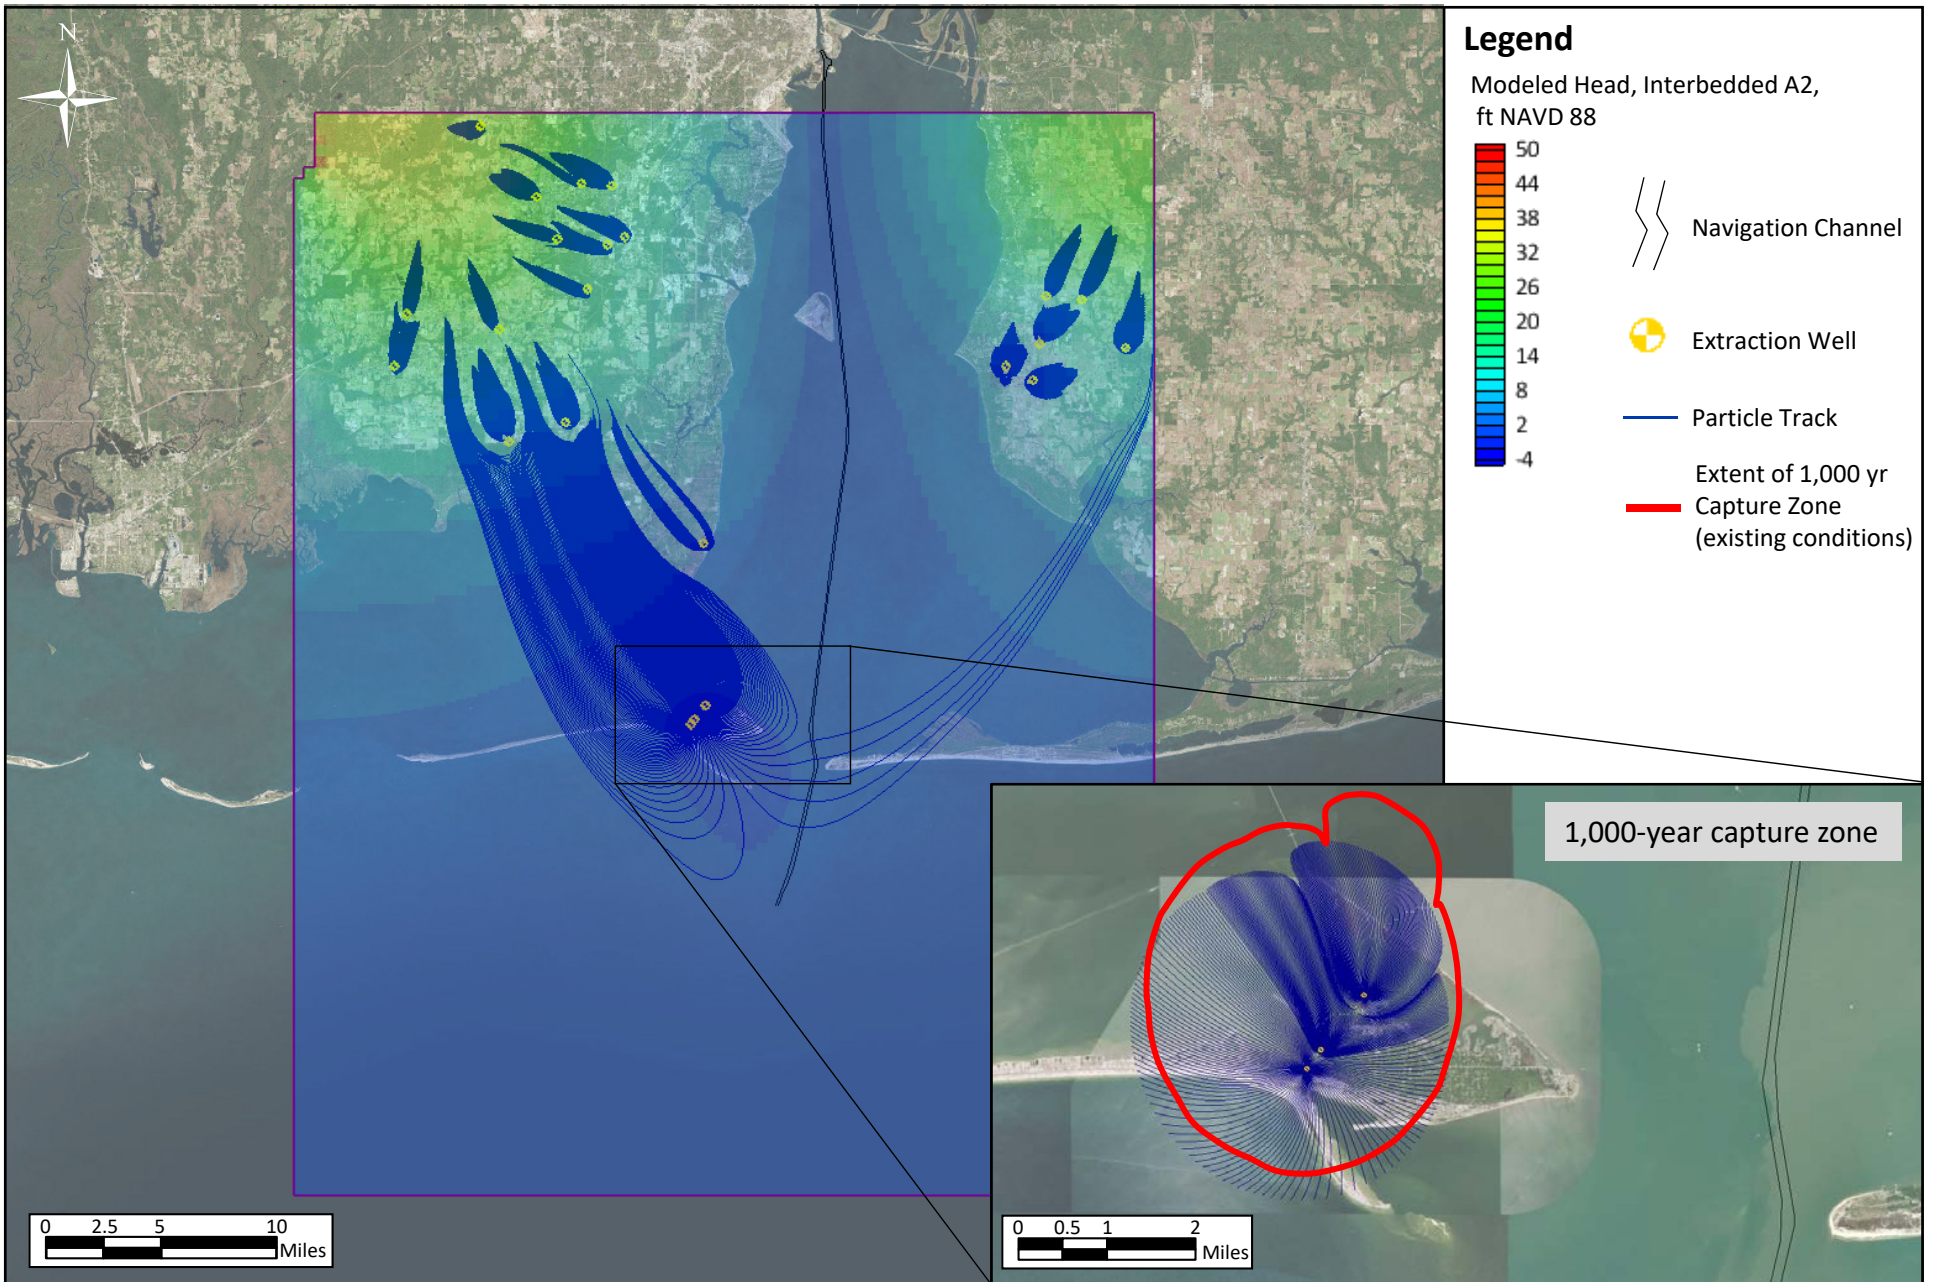 N
Legend
Modeled Head, Interbedded A2,
ft NAVD 88
50
44
38
32
26
20
14
8
2
-4
Navigation Channel
Extraction Well
Particle Track
Extent of 1,000 yr
Capture Zone
(existing conditions)
1,000-year capture zone
0 2.5 5 10
Miles
0 0.5 1 2
Miles